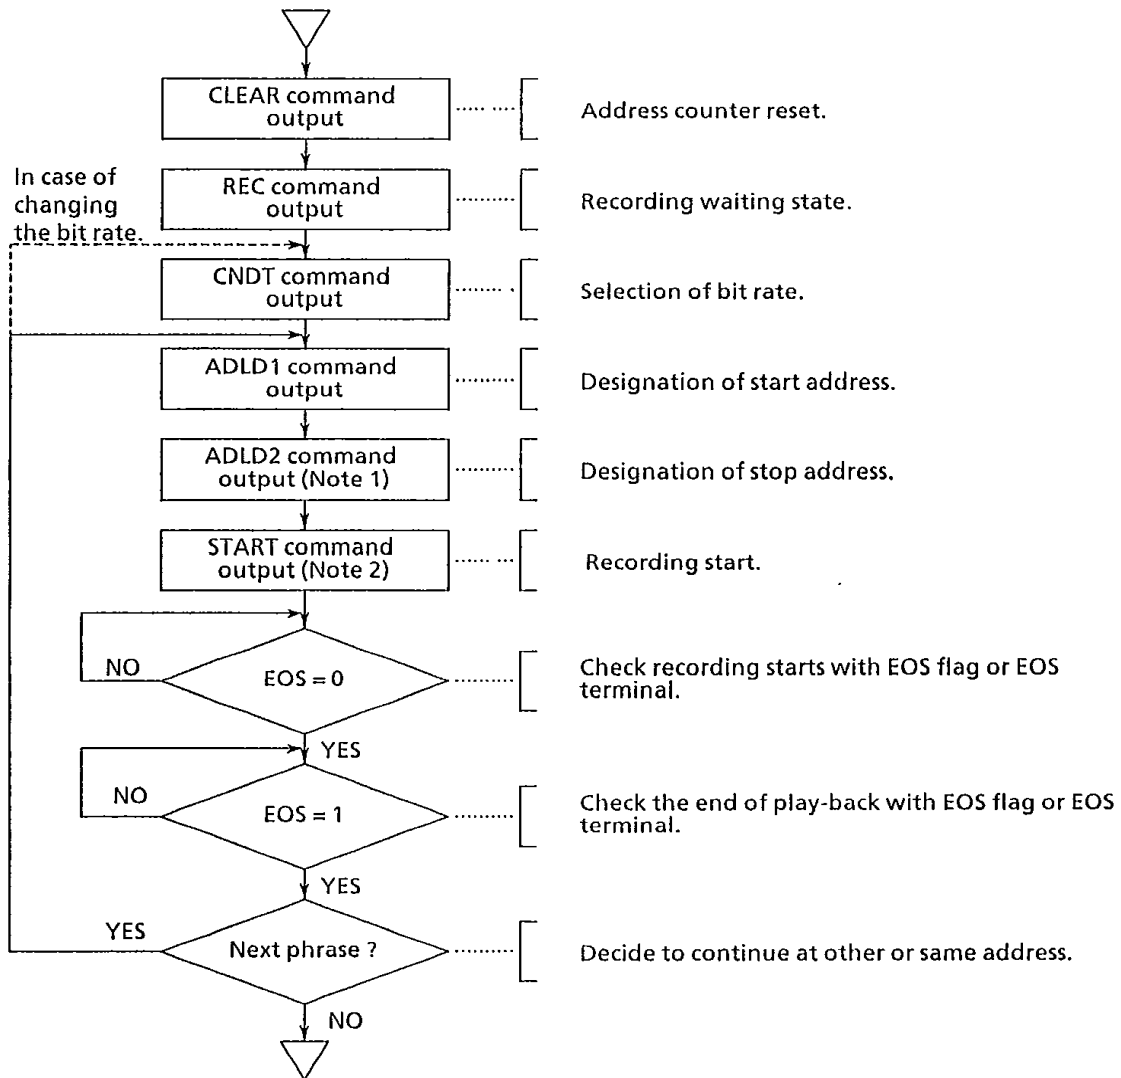 CLEAR command
output
Address counter reset.
REC command
output
Recording waiting state.
In case of
changing
the bit rate.
CNDT command
output
Selection of bit rate.
ADLD1 command
output
Designation of start address.
ADLD2 command
output (Note 1)
Designation of stop address.
START command
output (Note 2)
Recording start.
NO
EOS = 0
Check recording starts with EOS flag or EOS
terminal.
YES
NO
EOS = 1
Check the end of play-back with EOS flag or EOS
terminal.
YES
YES
Next phrase ?
Decide to continue at other or same address.
NO